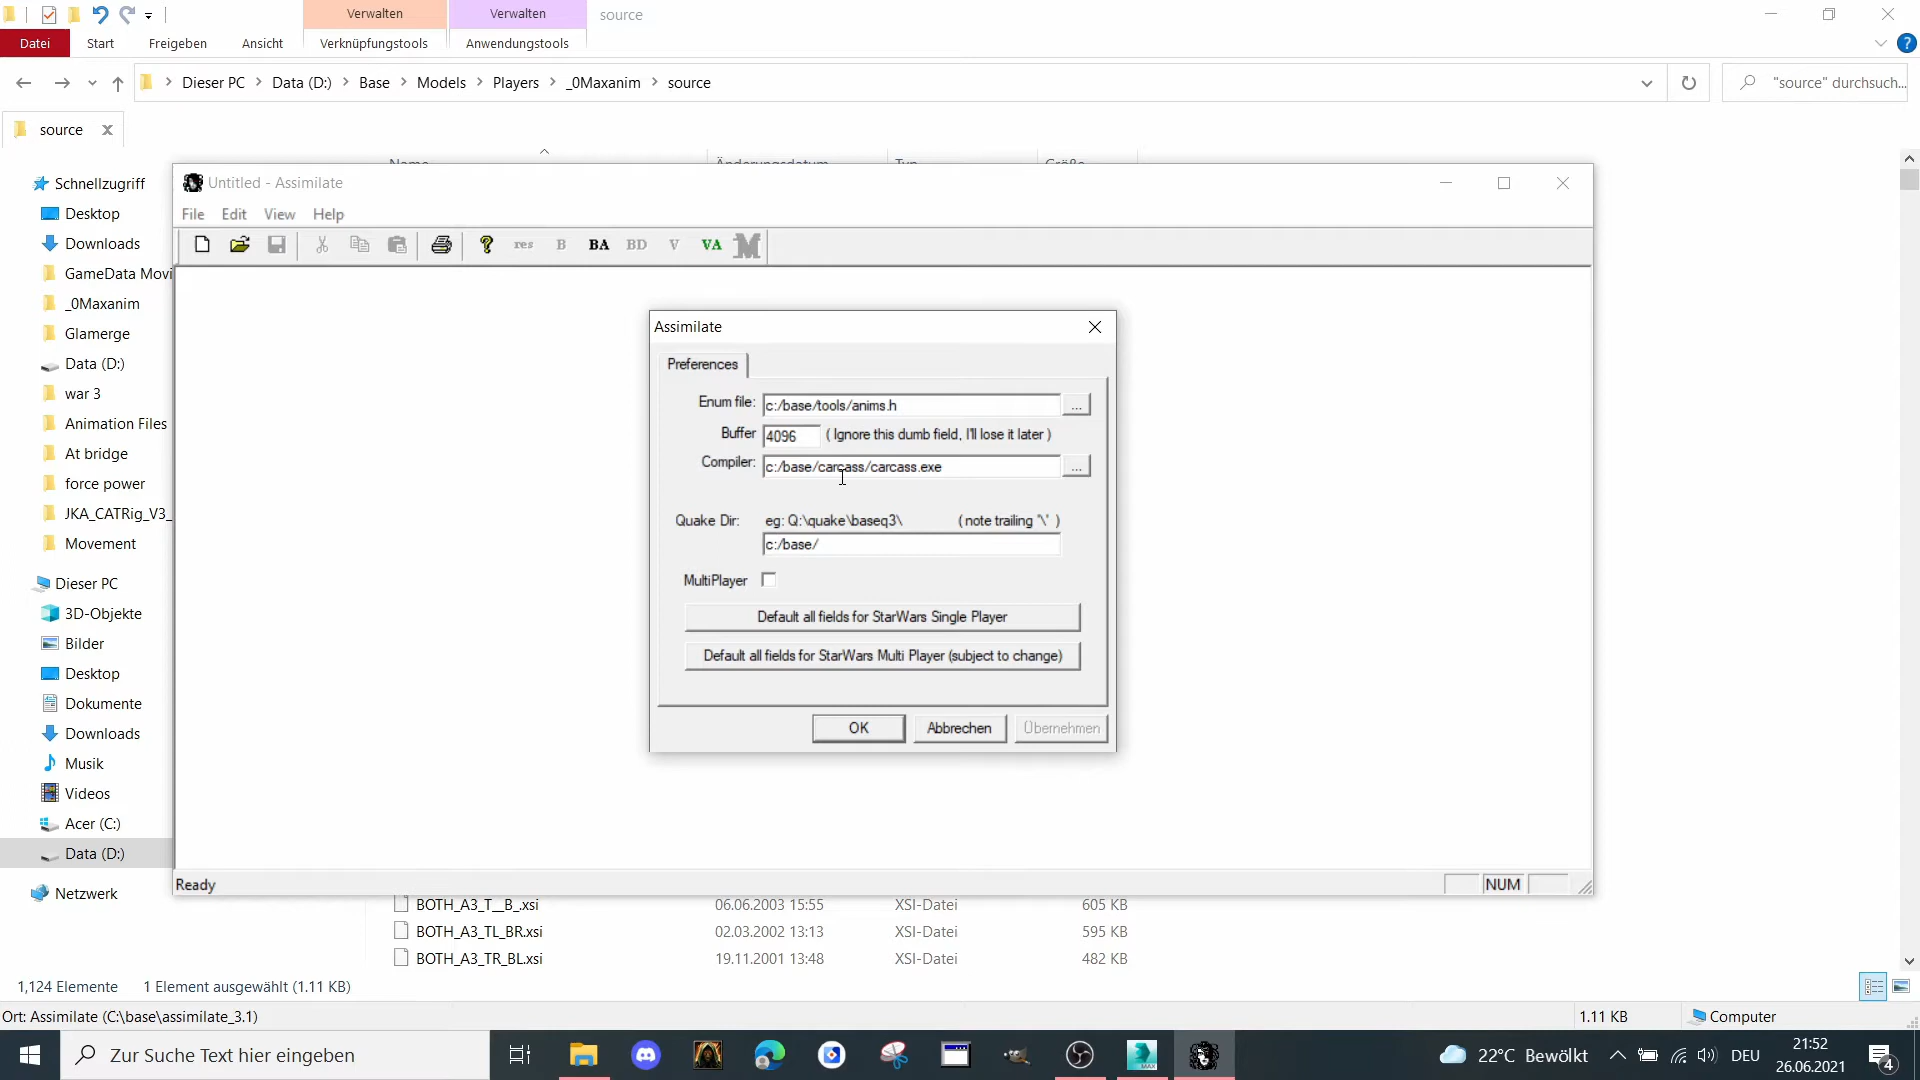 Verwalten
Verwalten
source
Datei
Start
Freigeben
Ansicht
Verknüpfungstools
Anwendungstools
Dieser PC
Data (D:)
Base
Models
Players
_0Maxanim
source
"source" durchsuch...
source
Name
Änderungsdatum
Typ
Größe
Schnellzugriff
Desktop
Downloads
GameData Movi
_0Maxanim
Glamerge
Data (D:)
war 3
Animation Files
At bridge
force power
JKA_CATRig_V3_
Movement
Dieser PC
3D-Objekte
Bilder
Desktop
Dokumente
Downloads
Musik
Videos
Acer (C:)
Data (D:)
Netzwerk
Untitled - Assimilate
File Edit View Help
res B BA BD V VA M
Assimilate
Preferences
Enum file: c:/base/tools/anims.h ...
Buffer 4096 ( Ignore this dumb field, I'll lose it later )
Compiler: c:/base/carcass/carcass.exe ...
Quake Dir: eg: Q:\quake\baseq3\ ( note trailing '\' )
c:/base/
MultiPlayer
Default all fields for StarWars Single Player
Default all fields for StarWars Multi Player (subject to change)
OK Abbrechen Übernehmen
Ready
NUM
BOTH_A3_T__B_.xsi 06.06.2003 15:55 XSI-Datei 605 KB
BOTH_A3_TL_BR.xsi 02.03.2002 13:13 XSI-Datei 595 KB
BOTH_A3_TR_BL.xsi 19.11.2001 13:48 XSI-Datei 482 KB
1,124 Elemente 1 Element ausgewählt (1.11 KB)
Ort: Assimilate (C:\base\assimilate_3.1) 1.11 KB Computer
Zur Suche Text hier eingeben
22°C Bewölkt
DEU
21:52
26.06.2021
4